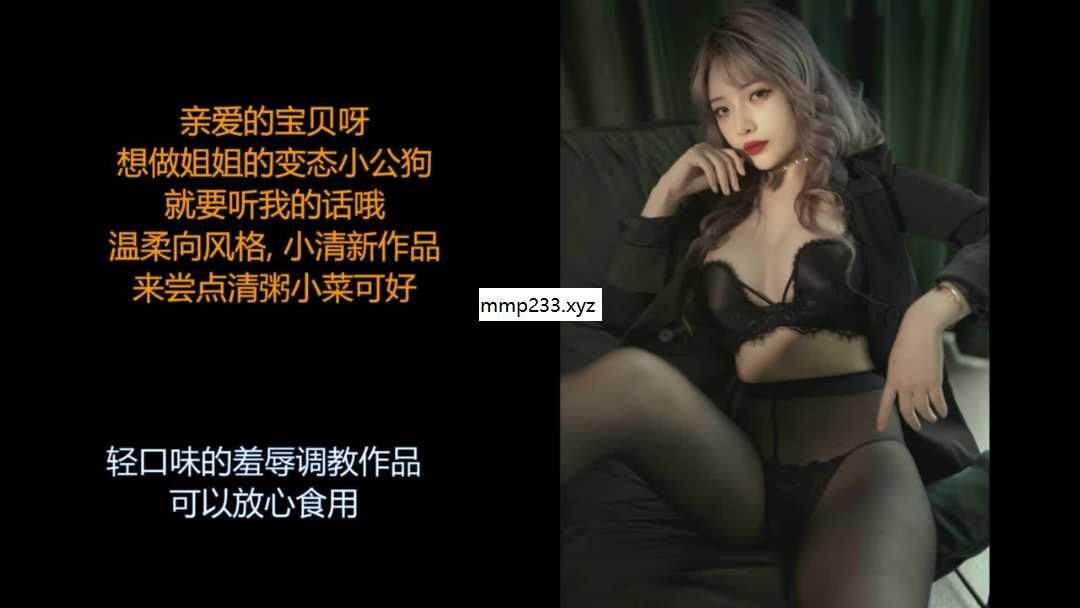 亲爱的宝贝呀
想做姐姐的变态小公狗
就要听我的话哦
温柔向风格, 小清新作品
来尝点清粥小菜可好
mmp233.xyz
轻口味的羞辱调教作品
可以放心食用